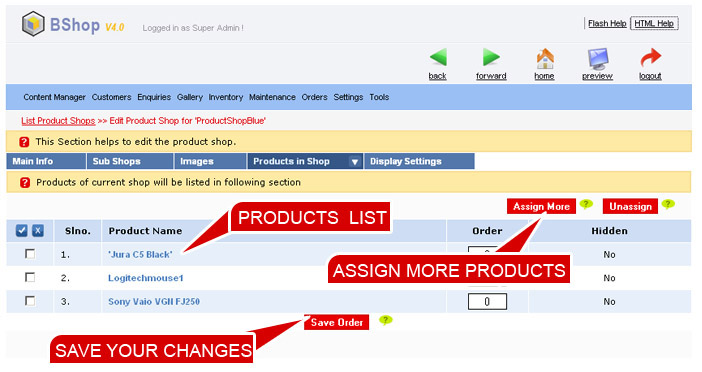 BShop V4.0
Logged in as Super Admin !
Flash Help
HTML Help
back
forward
home
preview
logout
Content Manager Customers Enquiries Gallery Inventory Maintenance Orders Settings Tools
List Product Shops >> Edit Product Shop for 'ProductShopBlue'
? This Section helps to edit the product shop.
Main Info Sub Shops Images Products in Shop Display Settings
? Products of current shop will be listed in following section
Assign More ? Unassign ?
PRODUCTS LIST
X Slno. Product Name Order Hidden
1. 'Jura C5 Black' No
ASSIGN MORE PRODUCTS
2. Logitechmouse1 No
3. Sony Vaio VGN FJ250 0 No
Save Order ?
SAVE YOUR CHANGES